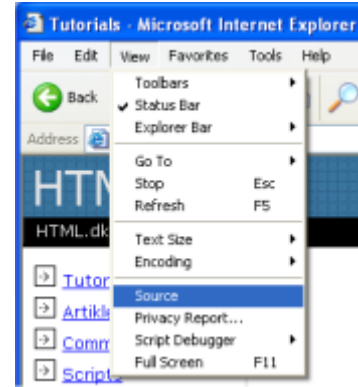 Tutorials - Microsoft Internet Explorer
File Edit View Favorites Tools Help
Back
Toolbars
Status Bar
Explorer Bar
Address
Go To
Stop Esc
Refresh F5
HTM
HTML.dk
Text Size
Encoding
Tutor
Source
Artikle
Privacy Report...
Comm
Script Debugger
Scripts
Full Screen F11